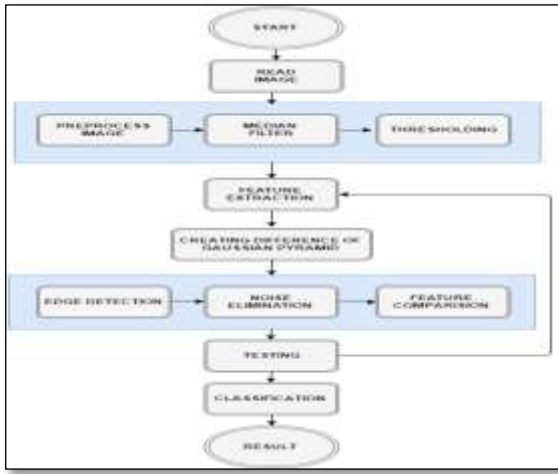 START
READ
IMAGE
PREPROCESS
IMAGE
MEDIAN
FILTER
THRESHOLDING
FEATURE
EXTRACTION
CREATING DIFFERENCE OF
GAUSSIAN PYRAMID
EDGE DETECTION
NOISE
ELIMINATION
FEATURE
COMPARISION
TESTING
CLASSIFICATION
RESULT